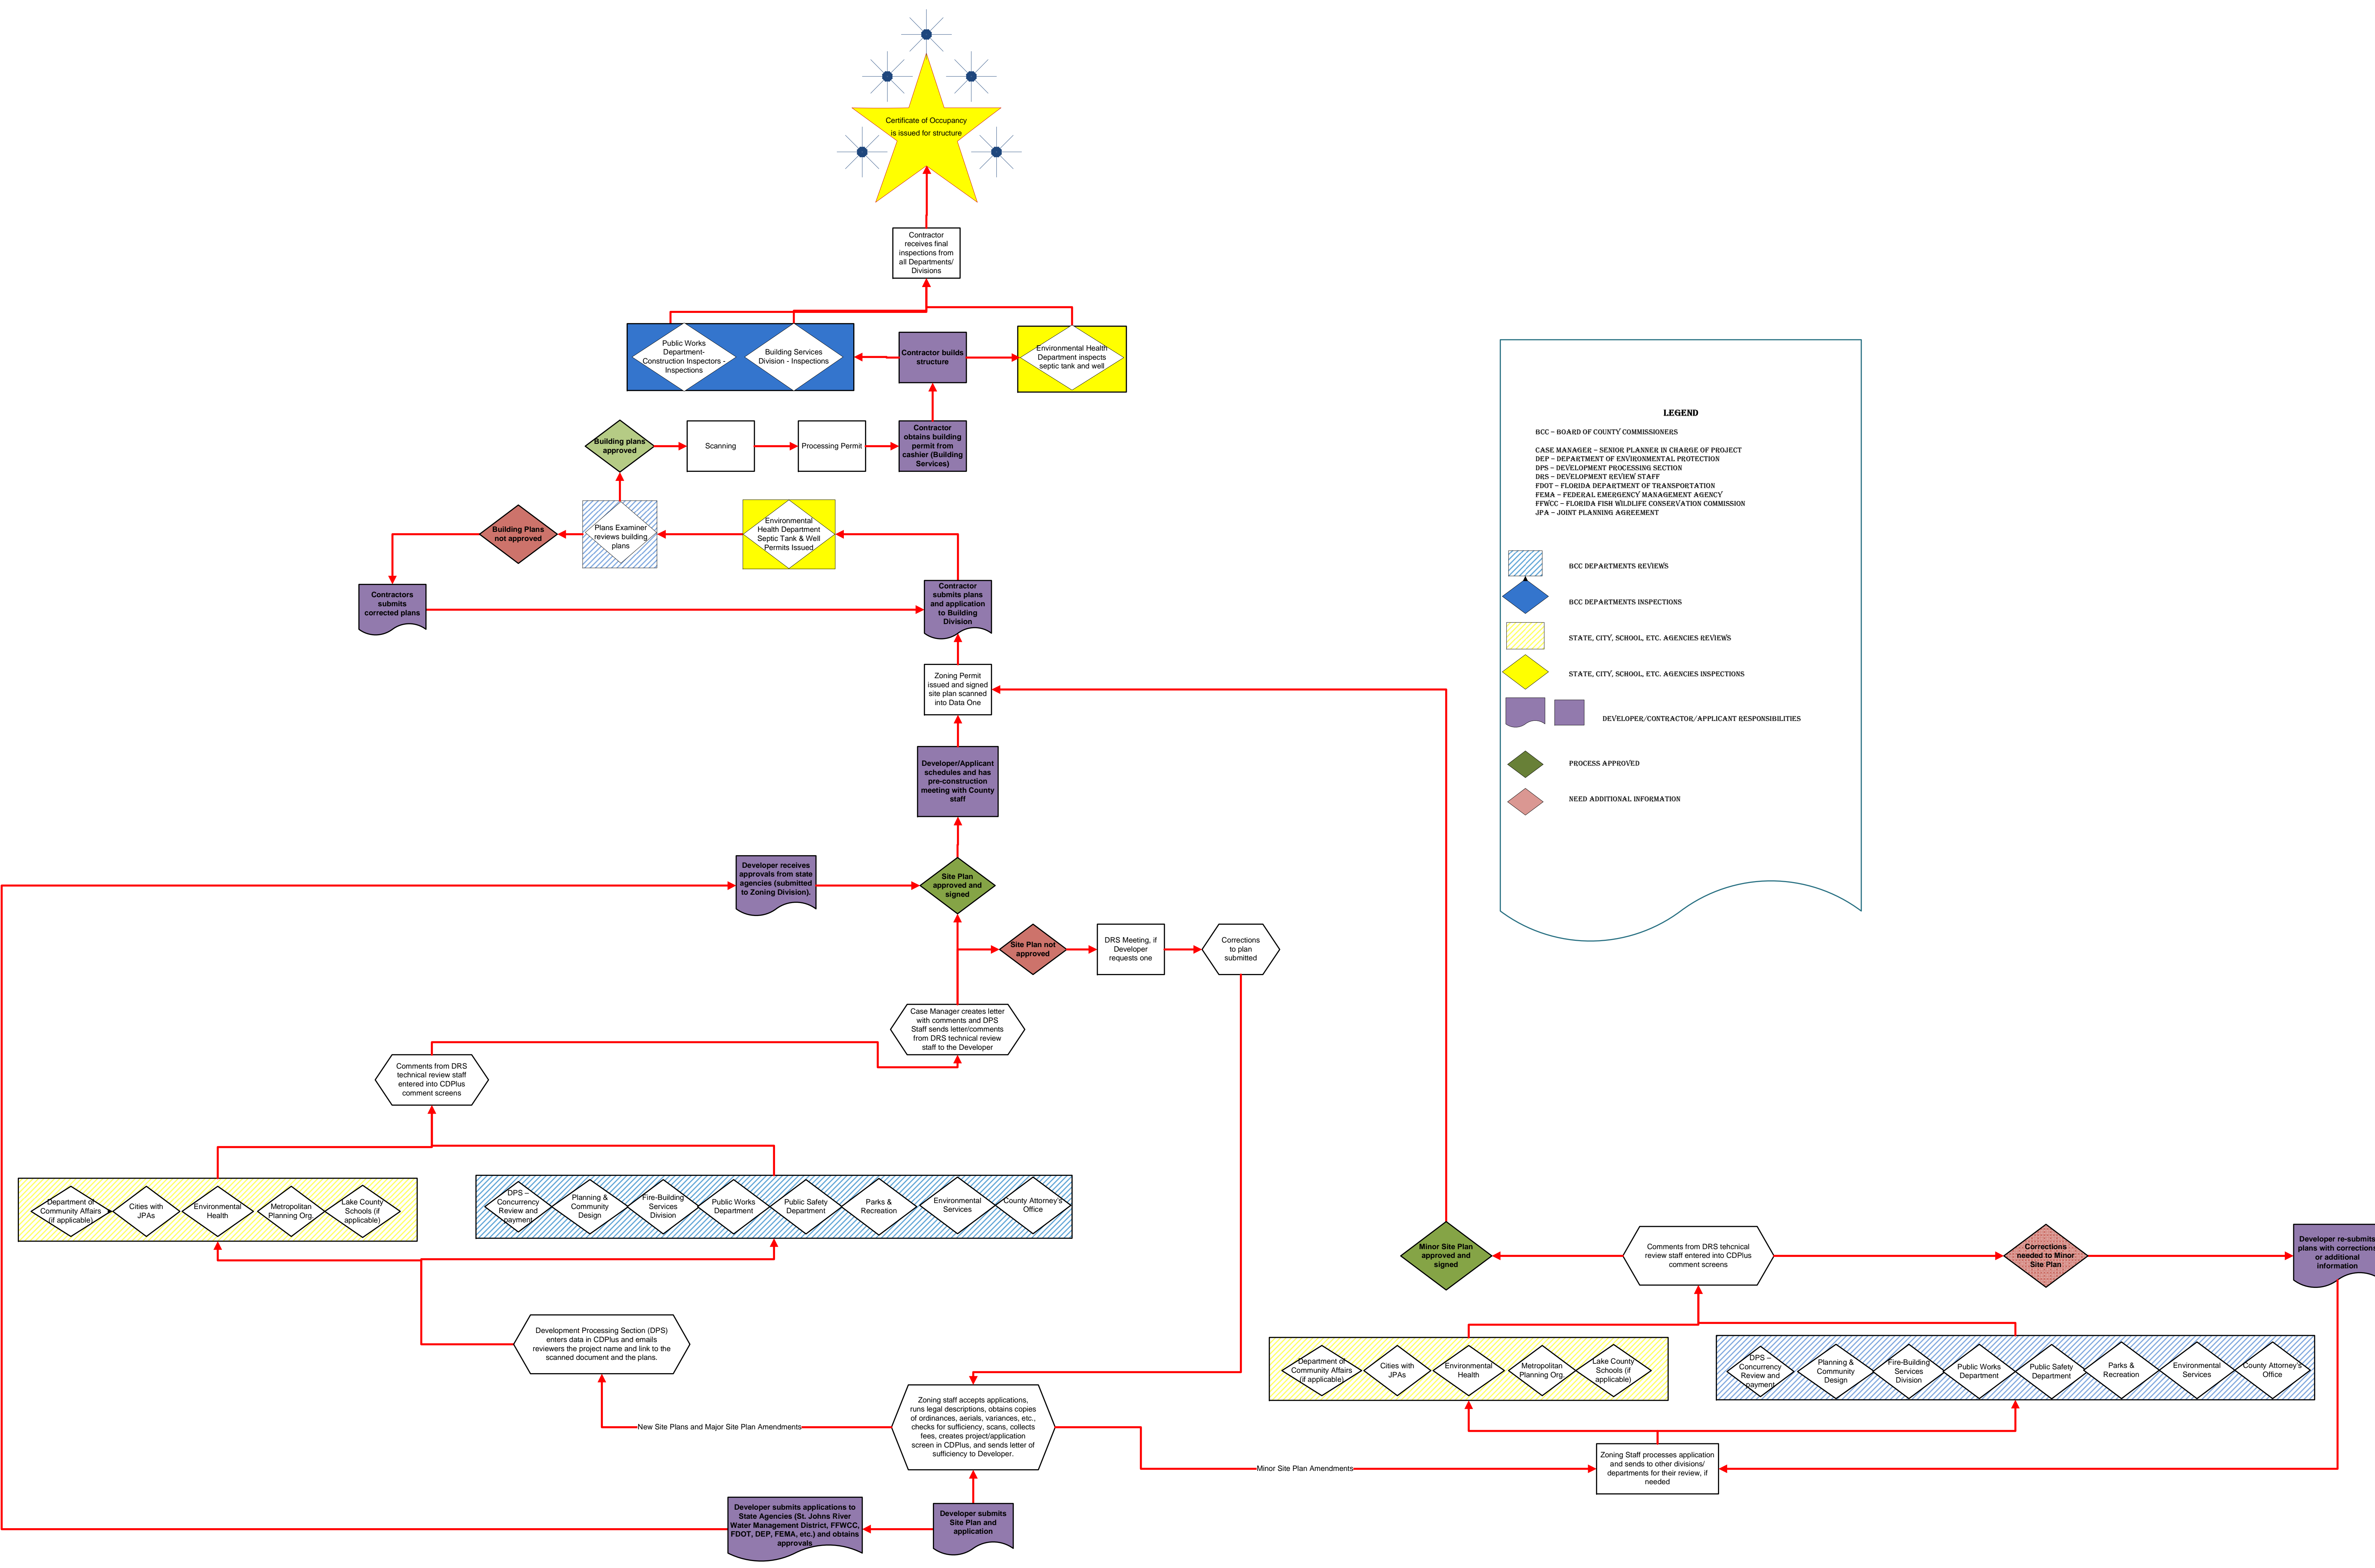 Certificate of Occupancy
is issued for structure
Contractor
receives final
inspections from
all Departments/
Divisions
Public Works
Department-
Construction Inspectors -
Inspections
Building Services
Division - Inspections
Contractor builds
structure
Environmental Health
Department inspects
septic tank and well
Building plans
approved
Scanning
Processing Permit
Contractor
obtains building
permit from
cashier (Building
Services)
Building Plans
not approved
Plans Examiner
reviews building
plans
Environmental
Health Department
Septic Tank & Well
Permits Issued
Contractors
submits
corrected plans
Contractor
submits plans
and application
to Building
Division
Zoning Permit
issued and signed
site plan scanned
into Data One
Developer/Applicant
schedules and has
pre-construction
meeting with County
staff
Developer receives
approvals from state
agencies (submitted
to Zoning Division).
Site Plan
approved and
signed
Site Plan not
approved
DRS Meeting, if
Developer
requests one
Corrections
to plan
submitted
Case Manager creates letter
with comments and DPS
Staff sends letter/comments
from DRS technical review
staff to the Developer
Comments from DRS
technical review staff
entered into CDPlus
comment screens
Department of
Community Affairs
(if applicable)
Cities with
JPAs
Environmental
Health
Metropolitan
Planning Org.
Lake County
Schools (if
applicable)
DPS –
Concurrency
Review and
payment
Planning &
Community
Design
Fire-Building
Services
Division
Public Works
Department
Public Safety
Department
Parks &
Recreation
Environmental
Services
County Attorney's
Office
Development Processing Section (DPS)
enters data in CDPlus and emails
reviewers the project name and link to the
scanned document and the plans.
New Site Plans and Major Site Plan Amendments
Zoning staff accepts applications,
runs legal descriptions, obtains copies
of ordinances, aerials, variances, etc.,
checks for sufficiency, scans, collects
fees, creates project/application
screen in CDPlus, and sends letter of
sufficiency to Developer.
Minor Site Plan Amendments
Developer submits applications to
State Agencies (St. Johns River
Water Management District, FFWCC,
FDOT, DEP, FEMA, etc.) and obtains
approvals
Developer submits
Site Plan and
application
LEGEND
BCC – BOARD OF COUNTY COMMISSIONERS
CASE MANAGER – SENIOR PLANNER IN CHARGE OF PROJECT
DEP – DEPARTMENT OF ENVIRONMENTAL PROTECTION
DPS – DEVELOPMENT PROCESSING SECTION
DRS – DEVELOPMENT REVIEW STAFF
FDOT – FLORIDA DEPARTMENT OF TRANSPORTATION
FEMA – FEDERAL EMERGENCY MANAGEMENT AGENCY
FFWCC – FLORIDA FISH WILDLIFE CONSERVATION COMMISSION
JPA – JOINT PLANNING AGREEMENT
BCC DEPARTMENTS REVIEWS
BCC DEPARTMENTS INSPECTIONS
STATE, CITY, SCHOOL, ETC. AGENCIES REVIEWS
STATE, CITY, SCHOOL, ETC. AGENCIES INSPECTIONS
DEVELOPER/CONTRACTOR/APPLICANT RESPONSIBILITIES
PROCESS APPROVED
NEED ADDITIONAL INFORMATION
Minor Site Plan
approved and
signed
Comments from DRS tehcnical
review staff entered into CDPlus
comment screens
Corrections
needed to Minor
Site Plan
Developer re-submits
plans with corrections
or additional
information
Department of
Community Affairs
(if applicable)
Cities with
JPAs
Environmental
Health
Metropolitan
Planning Org.
Lake County
Schools (if
applicable)
DPS –
Concurrency
Review and
payment
Planning &
Community
Design
Fire-Building
Services
Division
Public Works
Department
Public Safety
Department
Parks &
Recreation
Environmental
Services
County Attorney's
Office
Zoning Staff processes application
and sends to other divisions/
departments for their review, if
needed